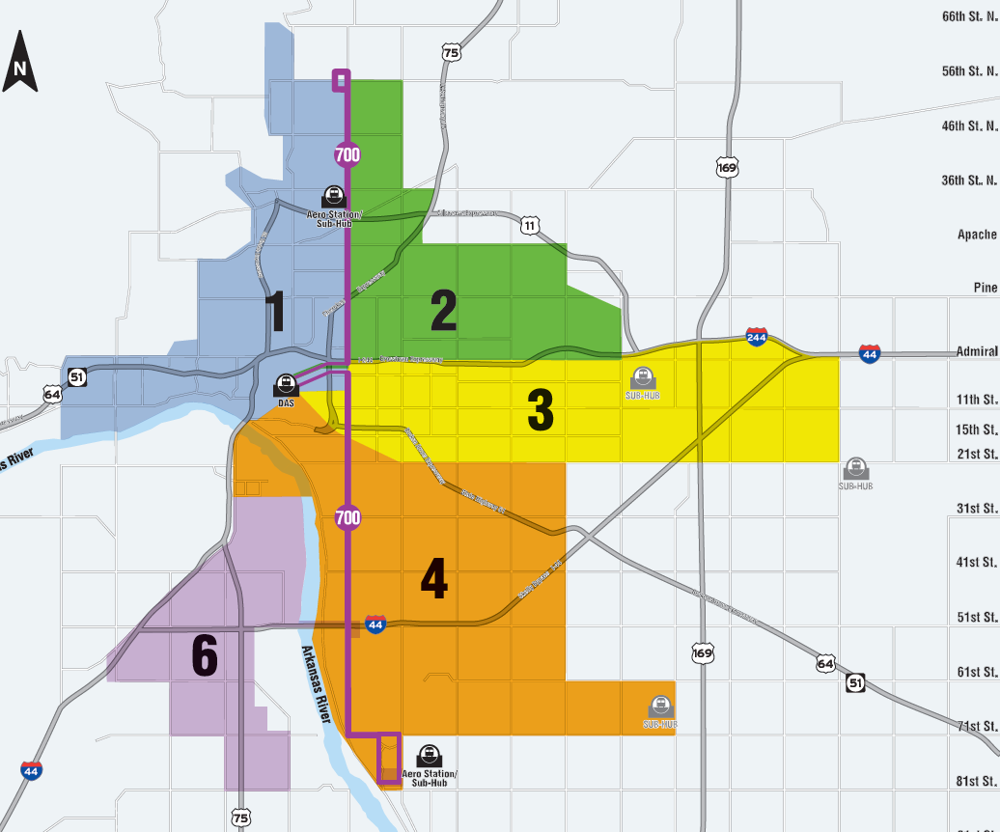 66th St. N.
N
75
56th St. N.
46th St. N.
700
169
36th St. N.
Aero Station/
Sub-Hub
11
Apache
Pine
1
2
244
Admiral
44
51
64
DAS
SUB-HUB
11th St.
3
15th St.
21st St.
s River
SUB-HUB
31st St.
700
41st St.
4
51st St.
44
6
169
64
61st St.
51
Arkansas River
SUB-HUB
71st St.
Aero Station/
Sub-Hub
44
81st St.
75